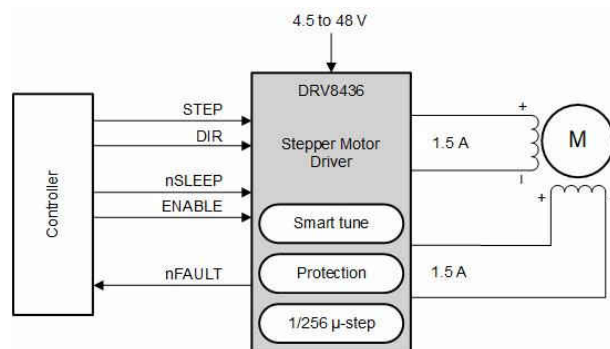 4.5 to 48 V
DRV8436
Stepper Motor
Driver
Controller
STEP
DIR
nSLEEP
ENABLE
nFAULT
Smart tune
Protection
1/256 µ-step
+
1.5 A
–
M
+
1.5 A